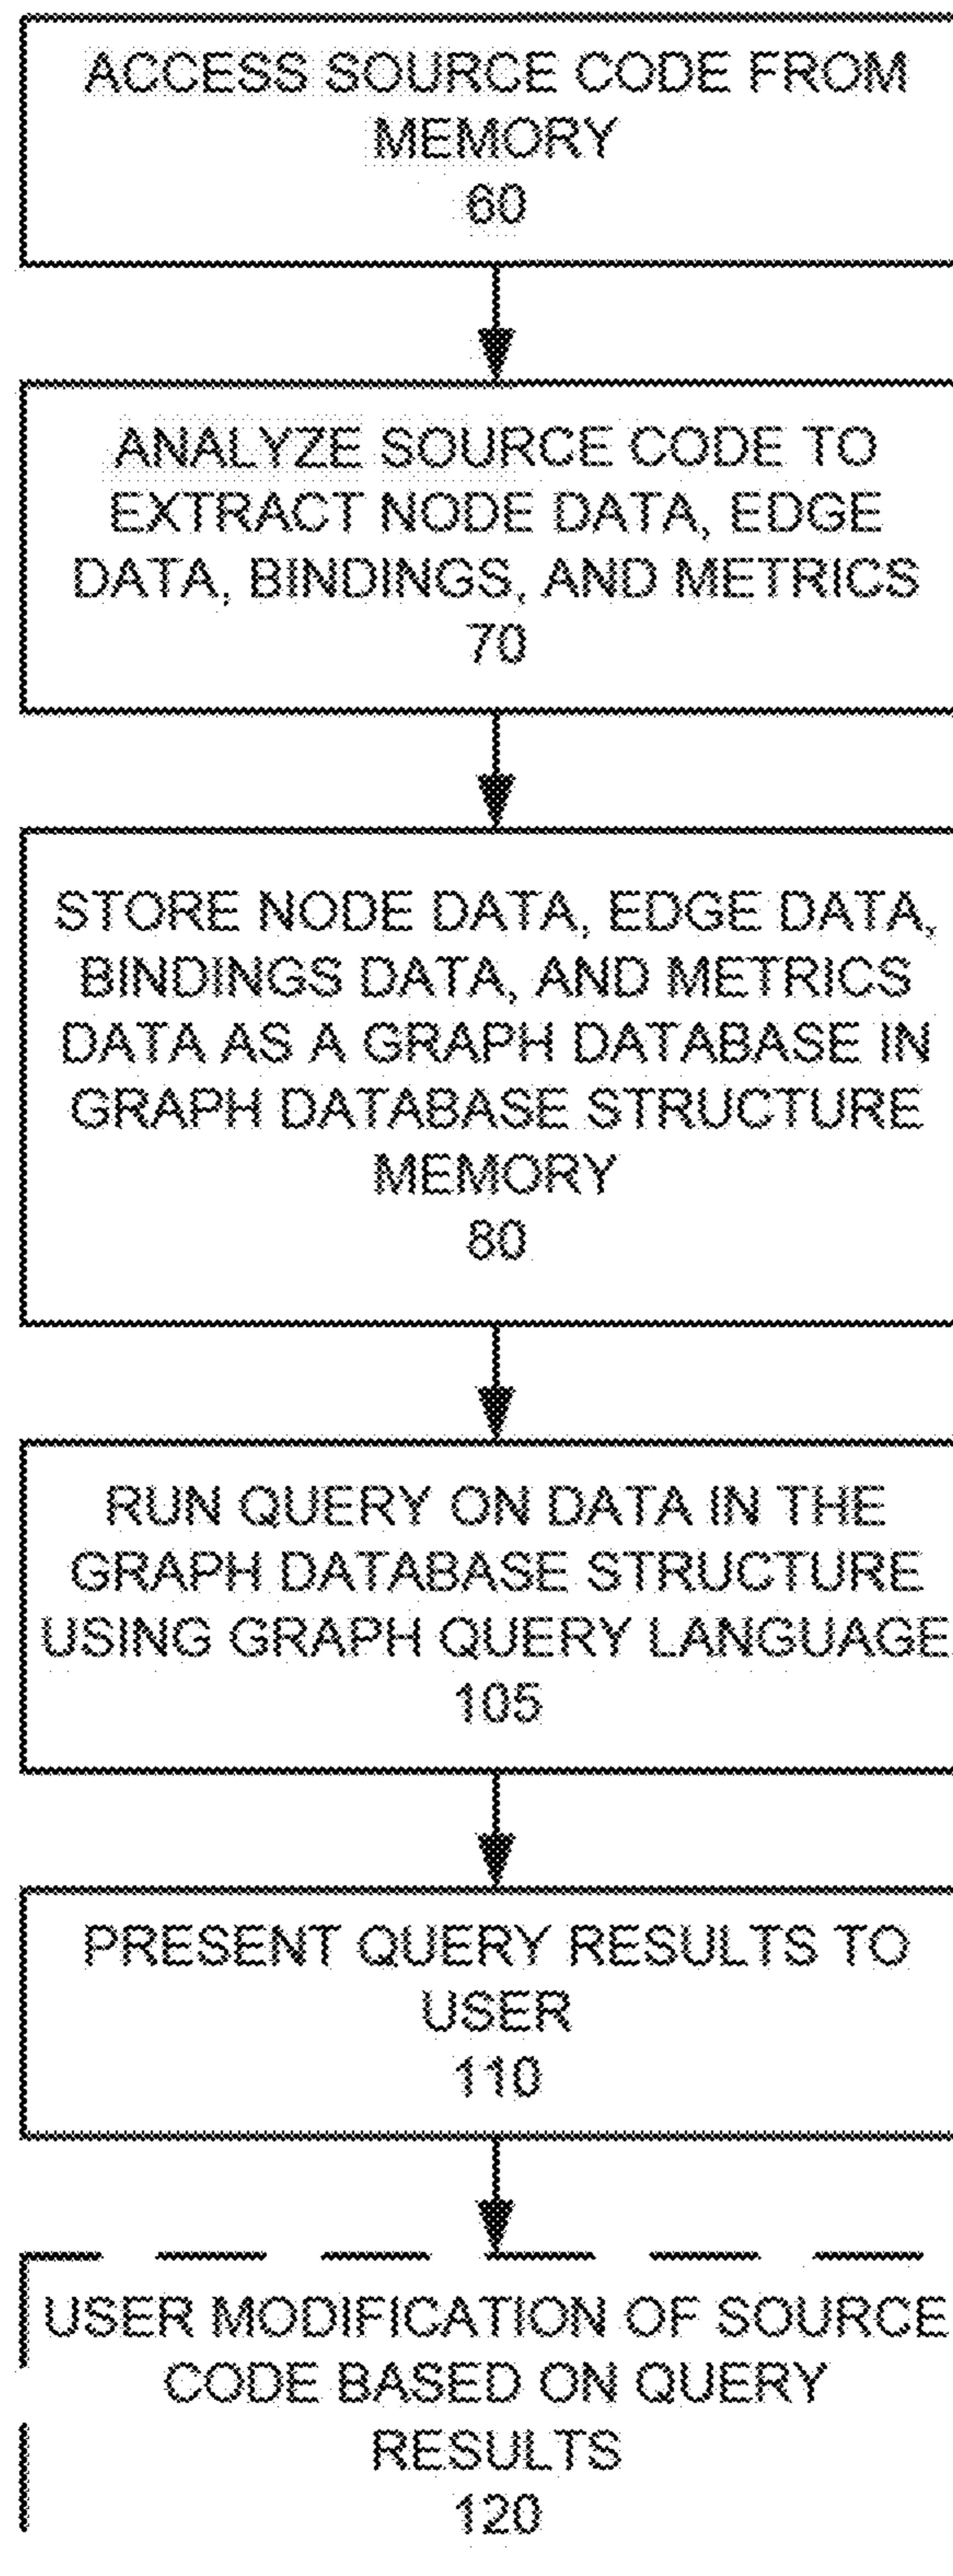 ACCESS SOURCE CODE FROM
MEMORY
60
ANALYZE SOURCE CODE TO
EXTRACT NODE DATA, EDGE
DATA, BINDINGS, AND METRICS
70
STORE NODE DATA, EDGE DATA,
BINDINGS DATA, AND METRICS
DATA AS A GRAPH DATABASE IN
GRAPH DATABASE STRUCTURE
MEMORY
80
RUN QUERY ON DATA IN THE
GRAPH DATABASE STRUCTURE
USING GRAPH QUERY LANGUAGE
105
PRESENT QUERY RESULTS TO
USER
110
USER MODIFICATION OF SOURCE
CODE BASED ON QUERY
RESULTS
120